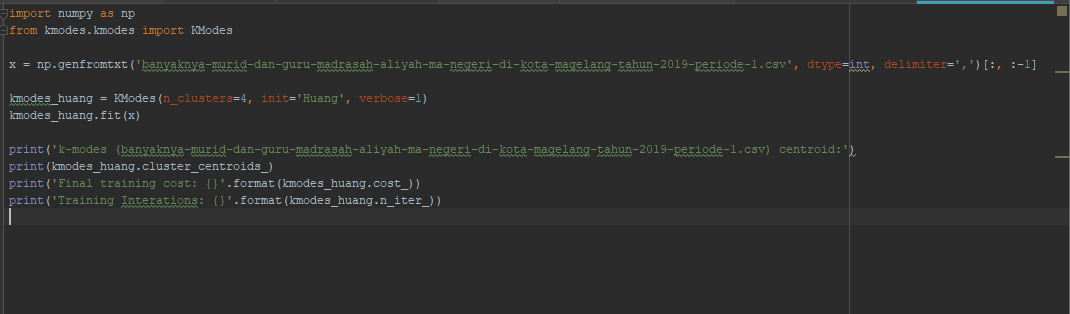 import numpy as np
from kmodes.kmodes import KModes
x = np.genfromtxt('banyaknya-murid-dan-guru-madrasah-aliyah-ma-negeri-di-kota-magelang-tahun-2019-periode-1.csv', dtype=int, delimiter=',')[:, :-1]
kmodes_huang = KModes(n_clusters=4, init='Huang', verbose=1)
kmodes_huang.fit(x)
print('k-modes (banyaknya-murid-dan-guru-madrasah-aliyah-ma-negeri-di-kota-magelang-tahun-2019-periode-1.csv) centroid:')
print(kmodes_huang.cluster_centroids_)
print('Final training cost: {}'.format(kmodes_huang.cost_))
print('Training Interations: {}'.format(kmodes_huang.n_iter_))